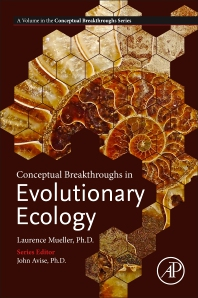 A Volume in the Conceptual Breakthroughs Series
Conceptual Breakthroughs in
Evolutionary
Ecology
Laurence Mueller, Ph.D.
Series Editor
John Avise, Ph.D.
AP